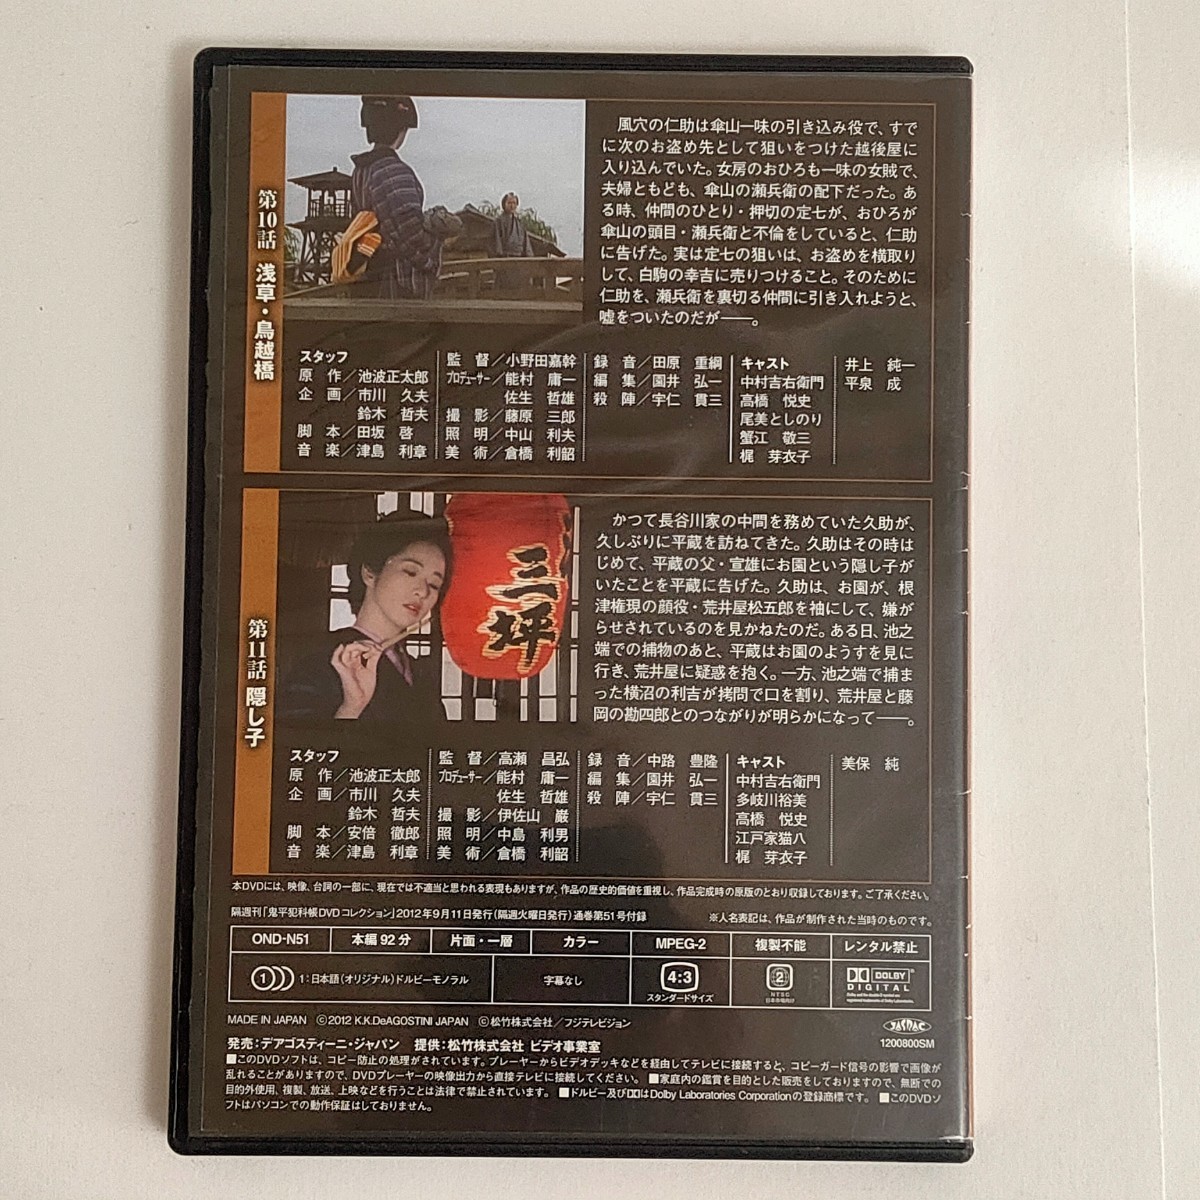 第10話 浅草・鳥越橋
風穴の仁助は傘山一味の引き込み役で、すで
に次のお盗め先として狙いをつけた越後屋に
入り込んでいた。女房のおひろも一味の女賊で、
夫婦ともども、傘山の瀬兵衛の配下だった。あ
る時、仲間のひとり・押切の定七が、おひろが
傘山の頭目・瀬兵衛と不倫をしていると、仁助
に告げた。実は定七の狙いは、お盗めを横取り
して、白駒の幸吉に売りつけること。そのために
仁助を、瀬兵衛を裏切る仲間に引き入れようと、
嘘をついたのだが――。
スタッフ
原 作／池波正太郎
企 画／市川 久夫
鈴木 哲夫
脚 本／田坂 啓
音 楽／津島 利章
監 督／小野田嘉幹
プロデューサー／能村 庸一
佐生 哲雄
撮 影／藤原 三郎
照 明／中山 利夫
美 術／倉橋 利韶
録 音／田原 重綱
編 集／園井 弘一
殺 陣／宇仁 貫三
キャスト
中村吉右衛門
高橋 悦史
尾美としのり
蟹江 敬三
梶 芽衣子
井上 純一
平泉 成
第11話 隠し子
三坪
かつて長谷川家の中間を務めていた久助が、
久しぶりに平蔵を訪ねてきた。久助はその時は
じめて、平蔵の父・宣雄にお園という隠し子が
いたことを平蔵に告げた。久助は、お園が、根
津権現の顔役・荒井屋松五郎を袖にして、嫌が
らせされているのを見かねたのだ。ある日、池之
端での捕物のあと、平蔵はお園のようすを見に
行き、荒井屋に疑惑を抱く。一方、池之端で捕ま
った横沼の利吉が拷問で口を割り、荒井屋と藤
岡の勘四郎とのつながりが明らかになって――。
スタッフ
原 作／池波正太郎
企 画／市川 久夫
鈴木 哲夫
脚 本／安倍 徹郎
音 楽／津島 利章
監 督／高瀬 昌弘
プロデューサー／能村 庸一
佐生 哲雄
撮 影／伊佐山 巌
照 明／中島 利男
美 術／倉橋 利韶
録 音／中路 豊隆
編 集／園井 弘一
殺 陣／宇仁 貫三
キャスト
中村吉右衛門
多岐川裕美
高橋 悦史
江戸家猫八
梶 芽衣子
美保 純
本DVDには、映像、台詞の一部に、現在では不適当と思われる表現もありますが、作品の歴史的価値を重視し、作品完成時の原版のとおり収録しております。ご了承ください。
隔週刊「鬼平犯科帳DVDコレクション」2012年9月11日発行（隔週火曜日発行）通巻第51号付録
※人名表記は、作品が制作された当時のものです。
OND-N51 本編92分 片面・一層 カラー MPEG-2 複製不能 レンタル禁止
1 1：日本語（オリジナル）ドルビーモノラル 字幕なし
4:3
スタンダードサイズ
2
NTSC
日本市場向け
DOLBY
DIGITAL
MADE IN JAPAN ⓒ2012 K.K.DeAGOSTINI JAPAN ⓒ松竹株式会社／フジテレビジョン
JASRAC
1200800SM
発売：デアゴスティーニ・ジャパン 提供：松竹株式会社 ビデオ事業室
■このDVDソフトは、コピー防止の処理がされています。プレーヤーからビデオデッキなどを経由してテレビに接続すると、コピーガード信号の影響で画像が
乱れることがありますので、DVDプレーヤーの映像出力から直接テレビに接続してください。 ■家庭内の鑑賞を目的とした販売をしておりますので、無断での
目的外使用、複製、放送、上映などを行うことは法律で禁止されています。 ■ドルビー及びはDolby Laboratories Corporationの登録商標です。 ■このDVDソ
フトはパソコンでの動作保証はしておりません。